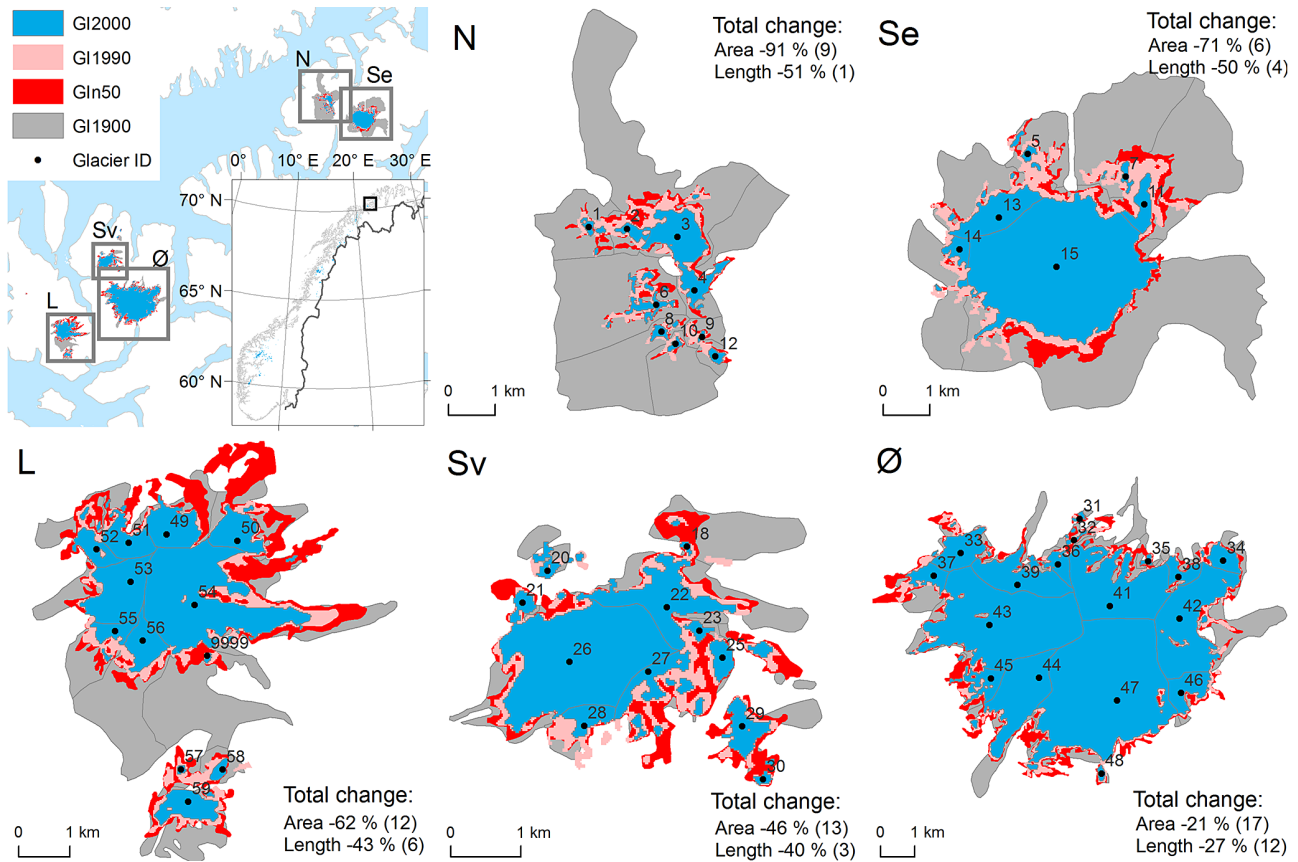 GI2000
GI1990
GIn50
GI1900
Glacier ID
N
Se
Sv
Ø
L
0° 10° E 20° E 30° E
70° N
65° N
60° N
N
Total change:
Area -91 % (9)
Length -51 % (1)
1
2
3
4
6
8
9
10
12
0 1 km
Se
Total change:
Area -71 % (6)
Length -50 % (4)
5
7
11
13
14
15
0 1 km
L
49
50
51
52
53
54
55
56
9999
57
58
59
Total change:
Area -62 % (12)
Length -43 % (6)
0 1 km
Sv
18
20
21
22
23
25
26
27
28
29
30
Total change:
Area -46 % (13)
Length -40 % (3)
0 1 km
Ø
31
32
33
34
35
36
37
38
39
41
42
43
44
45
46
47
48
Total change:
Area -21 % (17)
Length -27 % (12)
0 1 km